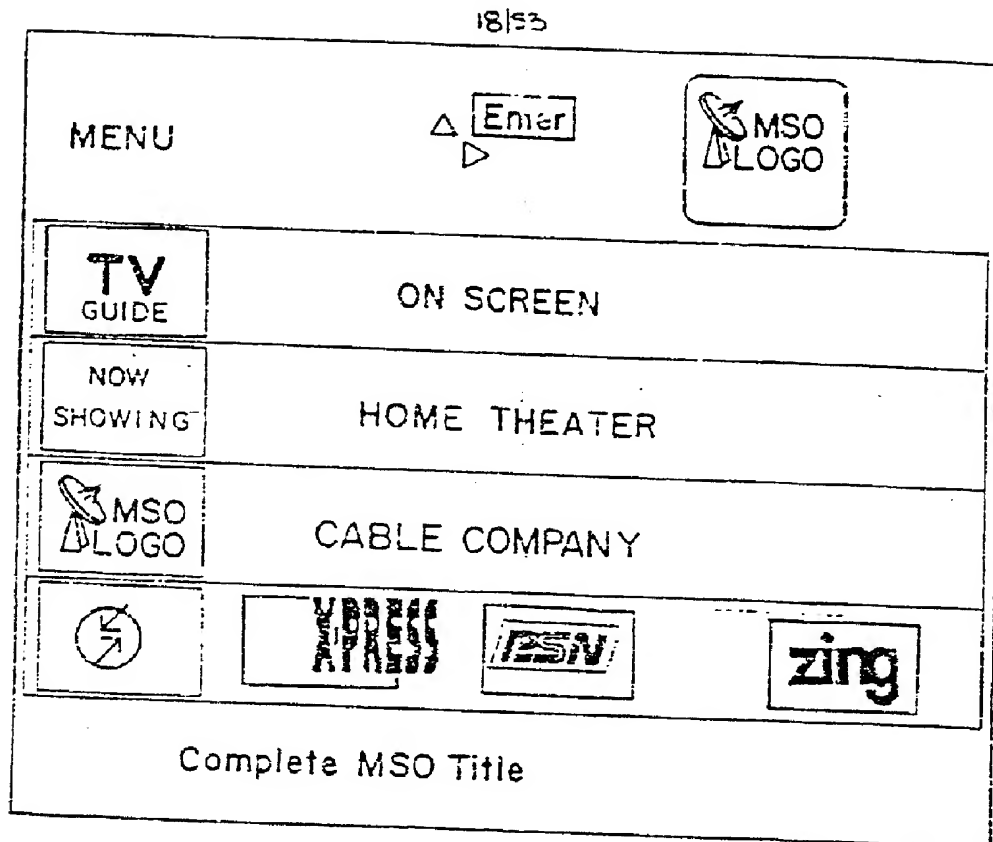 18/53
MENU
Enter
MSO
LOGO
TV
GUIDE
ON SCREEN
NOW
SHOWING
HOME THEATER
MSO
LOGO
CABLE COMPANY
zing
Complete MSO Title